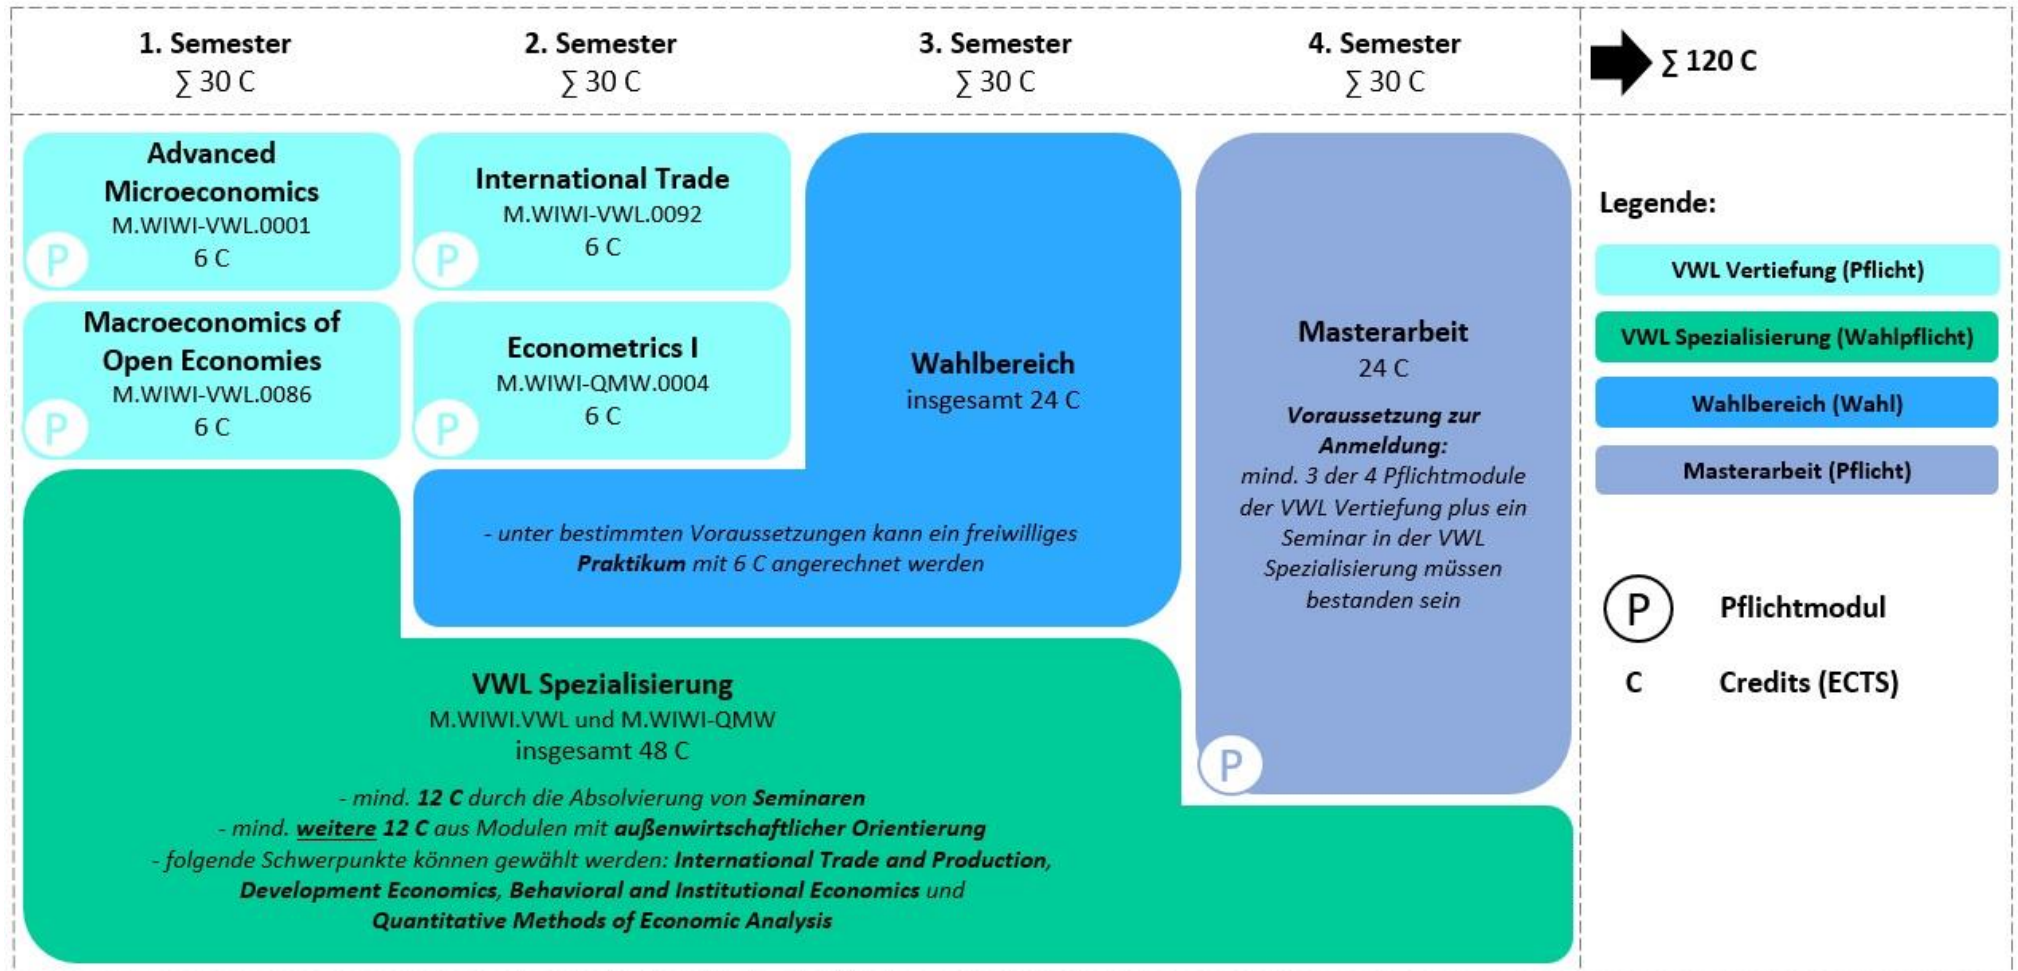 1. Semester
∑ 30 C
2. Semester
∑ 30 C
3. Semester
∑ 30 C
4. Semester
∑ 30 C
∑ 120 C
Advanced
Microeconomics
M.WIWI-VWL.0001
6 C
P
Macroeconomics of
Open Economies
M.WIWI-VWL.0086
6 C
P
International Trade
M.WIWI-VWL.0092
6 C
P
Econometrics I
M.WIWI-QMW.0004
6 C
P
Wahlbereich
insgesamt 24 C
- unter bestimmten Voraussetzungen kann ein freiwilliges
Praktikum mit 6 C angerechnet werden
Masterarbeit
24 C
Voraussetzung zur
Anmeldung:
mind. 3 der 4 Pflichtmodule
der VWL Vertiefung plus ein
Seminar in der VWL
Spezialisierung müssen
bestanden sein
P
VWL Spezialisierung
M.WIWI.VWL und M.WIWI-QMW
insgesamt 48 C
- mind. 12 C durch die Absolvierung von Seminaren
- mind. weitere 12 C aus Modulen mit außenwirtschaftlicher Orientierung
- folgende Schwerpunkte können gewählt werden: International Trade and Production,
Development Economics, Behavioral and Institutional Economics und
Quantitative Methods of Economic Analysis
Legende:
VWL Vertiefung (Pflicht)
VWL Spezialisierung (Wahlpflicht)
Wahlbereich (Wahl)
Masterarbeit (Pflicht)
P Pflichtmodul
C Credits (ECTS)